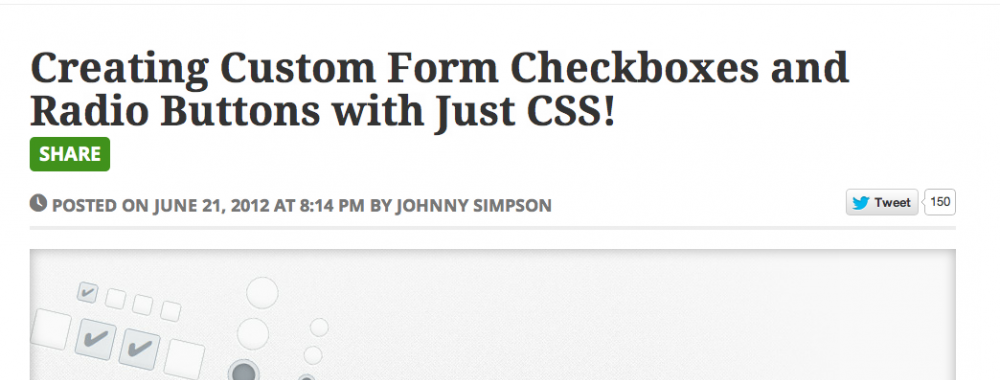 Creating Custom Form Checkboxes and
Radio Buttons with Just CSS!
SHARE
POSTED ON JUNE 21, 2012 AT 8:14 PM BY JOHNNY SIMPSON
Tweet 150